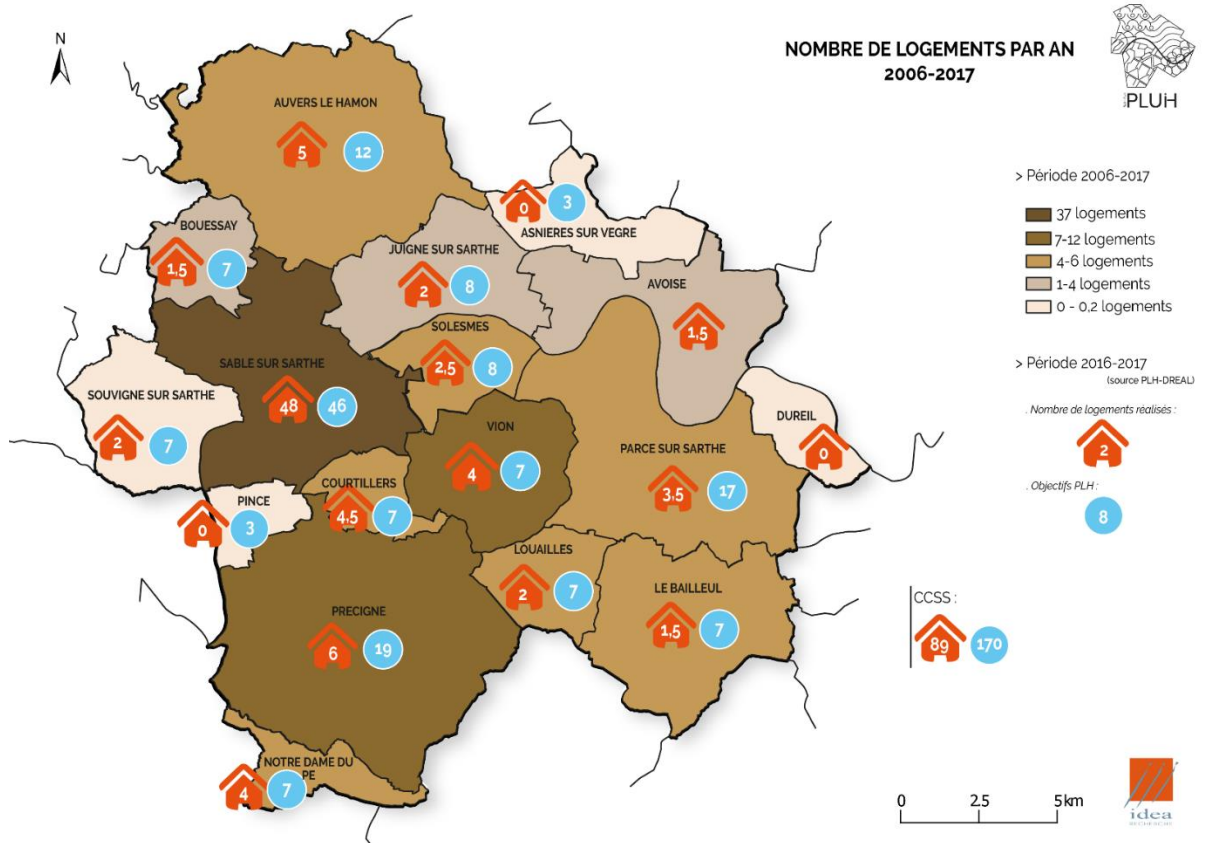 N
NOMBRE DE LOGEMENTS PAR AN
2006-2017
PLUiH
AUVERS LE HAMON
5
12
0
3
ASNIERES SUR VEGRE
BOUESSAY
1,5
7
JUIGNE SUR SARTHE
2
8
AVOISE
1,5
SOLESMES
2,5
8
SABLE SUR SARTHE
48
46
SOUVIGNE SUR SARTHE
2
7
VION
4
7
PARCE SUR SARTHE
3,5
17
DUREIL
0
COURTILLERS
4,5
7
PINCE
0
3
LOUAILLES
2
7
LE BAILLEUL
1,5
7
PRECIGNE
6
19
NOTRE DAME DU
PE
4
7
> Période 2006-2017
37 logements
7-12 logements
4-6 logements
1-4 logements
0 - 0,2 logements
> Période 2016-2017
(source PLH-DREAL)
. Nombre de logements réalisés :
2
. Objectifs PLH :
8
CCSS :
89
170
0 2.5 5 km
idea
RECHERCHE